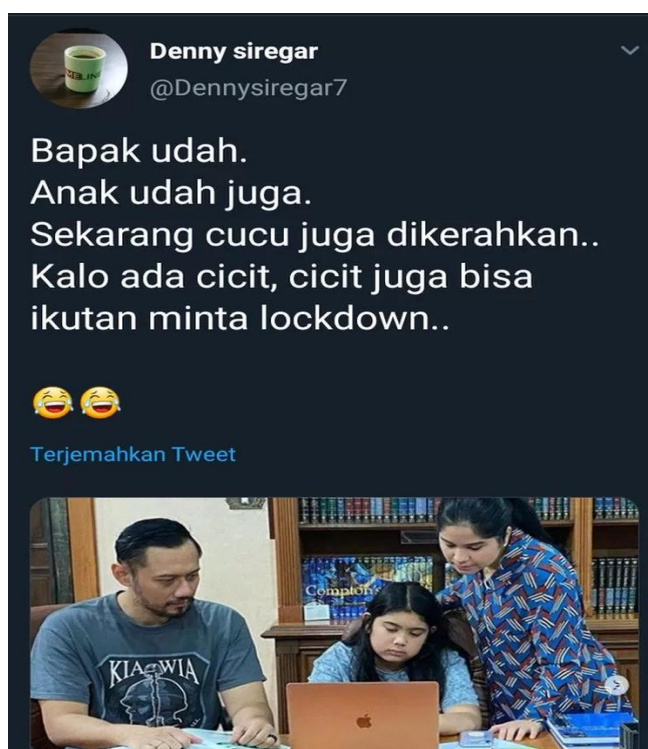 Denny siregar
@Dennysiregar7
Bapak udah.
Anak udah juga.
Sekarang cucu juga dikerahkan..
Kalo ada cicit, cicit juga bisa
ikutan minta lockdown..
😂😂
Terjemahkan Tweet
Compton's